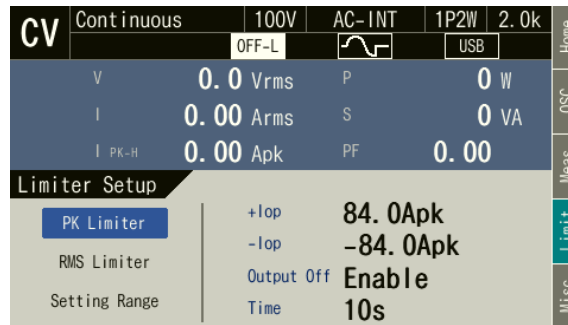 CV Continuous 100V AC-INT 1P2W 2.0k
OFF-L USB
V 0.0 Vrms P 0 W
I 0.00 Arms S 0 VA
I PK-H 0.00 Apk PF 0.00
Limiter Setup
PK Limiter
RMS Limiter
Setting Range
+Iop 84.0Apk
-Iop -84.0Apk
Output Off Enable
Time 10s
Home
OSC
Meas
Limit
Misc